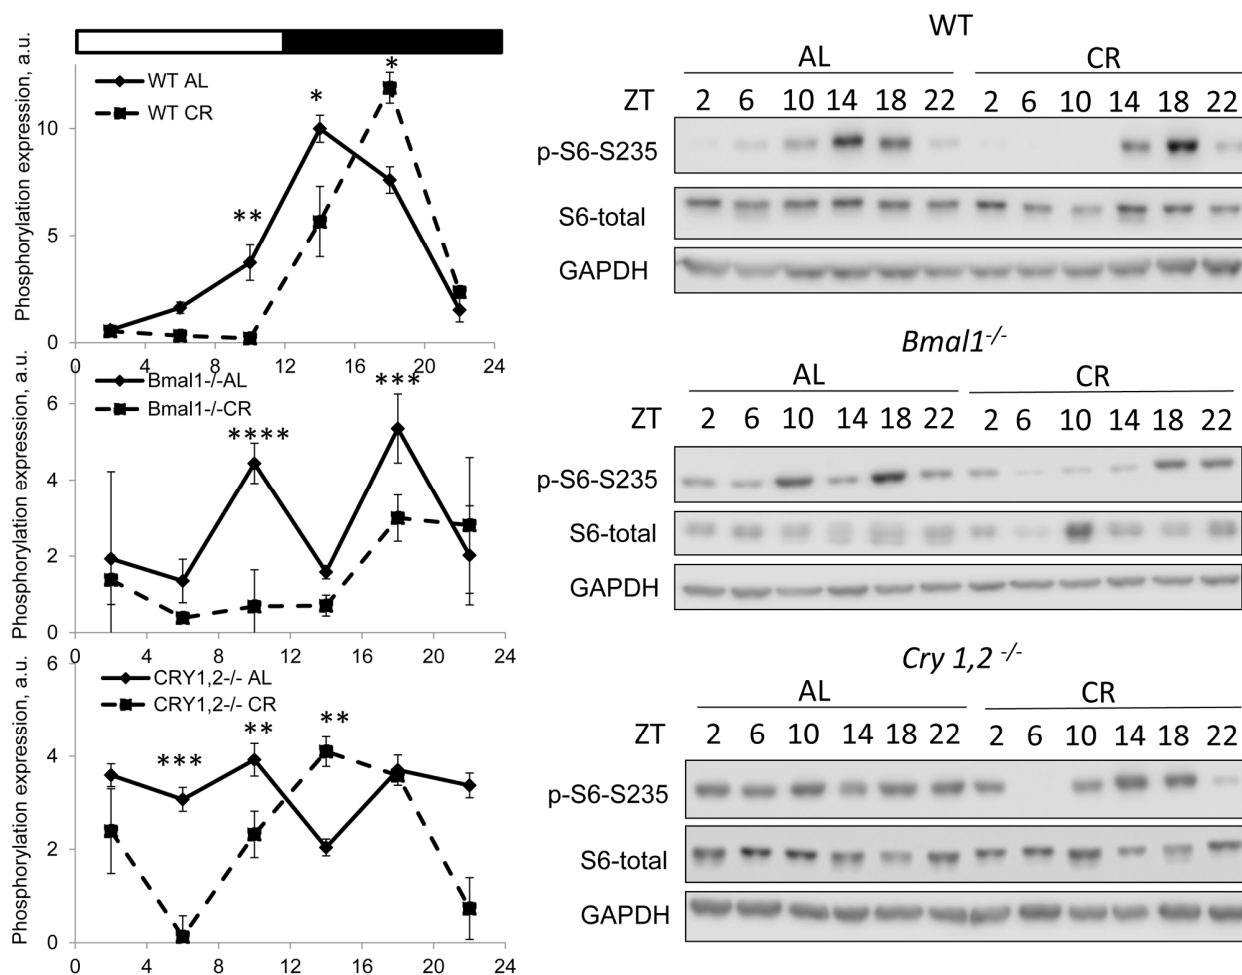 WT
AL CR
ZT 2 6 10 14 18 22 2 6 10 14 18 22
p-S6-S235
S6-total
GAPDH
Phosphorylation expression, a.u.
WT AL
WT CR
* *
**
10
5
0
0 4 8 12 16 20 24
Bmal1-/-
AL CR
ZT 2 6 10 14 18 22 2 6 10 14 18 22
p-S6-S235
S6-total
GAPDH
Phosphorylation expression, a.u.
Bmal1-/-AL
Bmal1-/-CR
***
****
6
4
2
0
0 4 8 12 16 20 24
Cry 1,2 -/-
AL CR
ZT 2 6 10 14 18 22 2 6 10 14 18 22
p-S6-S235
S6-total
GAPDH
Phosphorylation expression, a.u.
CRY1,2-/- AL
CRY1,2-/- CR
*** ** **
6
4
2
0
0 4 8 12 16 20 24